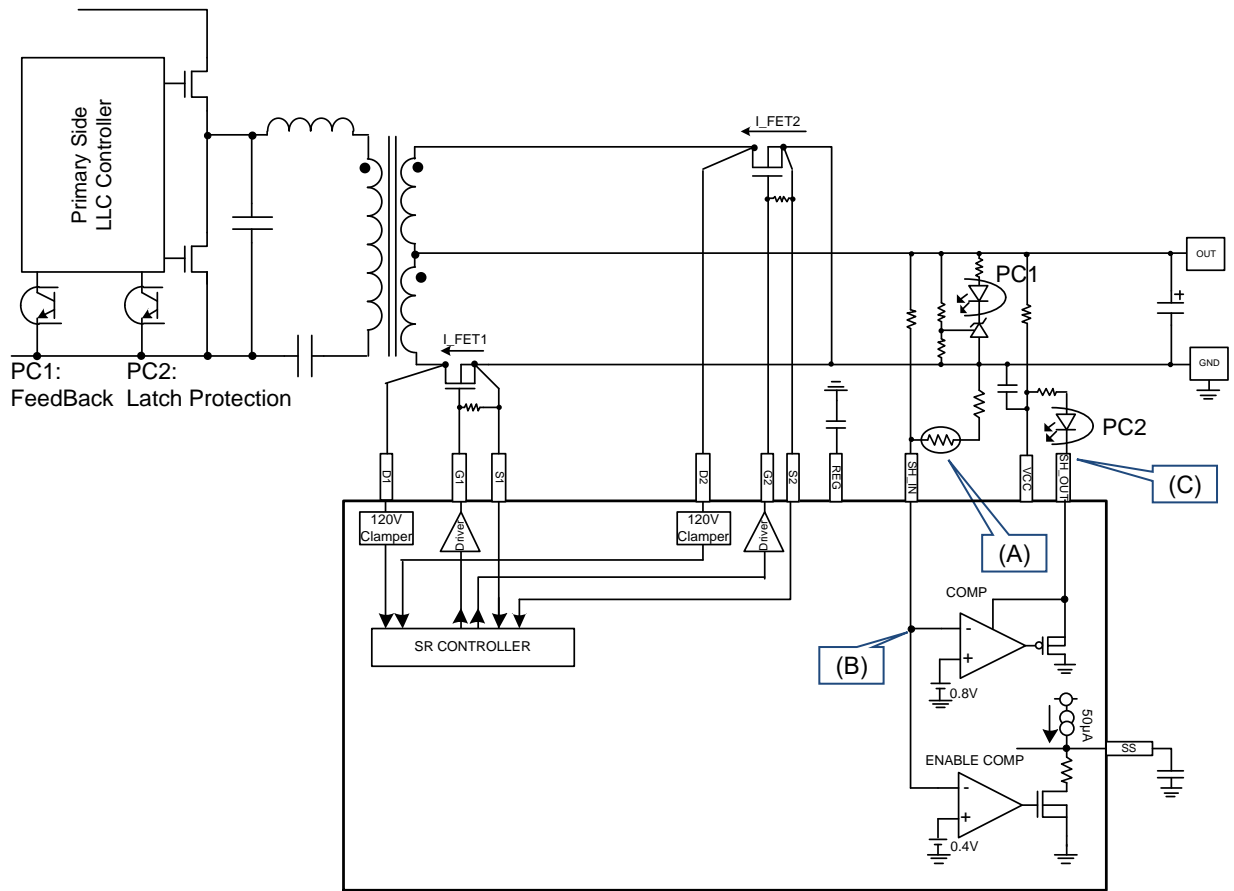 Primary Side
LLC Controller
PC1:
FeedBack
PC2:
Latch Protection
I_FET2
I_FET1
OUT
PC1
GND
PC2
D1
G1
S1
D2
G2
S2
REG
SH_IN
VCC
SH_OUT
(C)
(A)
120V
Clamper
Driver
120V
Clamper
Driver
COMP
SR CONTROLLER
(B)
-
+
0.8V
50µA
SS
ENABLE COMP
-
+
0.4V
+